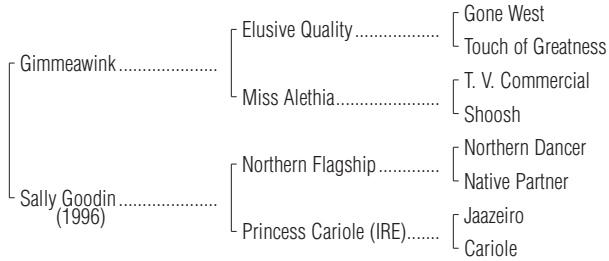 Gone West
Elusive Quality
Touch of Greatness
Gimmeawink
T. V. Commercial
Miss Alethia
Shoosh
Northern Dancer
Northern Flagship
Native Partner
Sally Goodin
(1996)
Jaazeiro
Princess Cariole (IRE)
Cariole